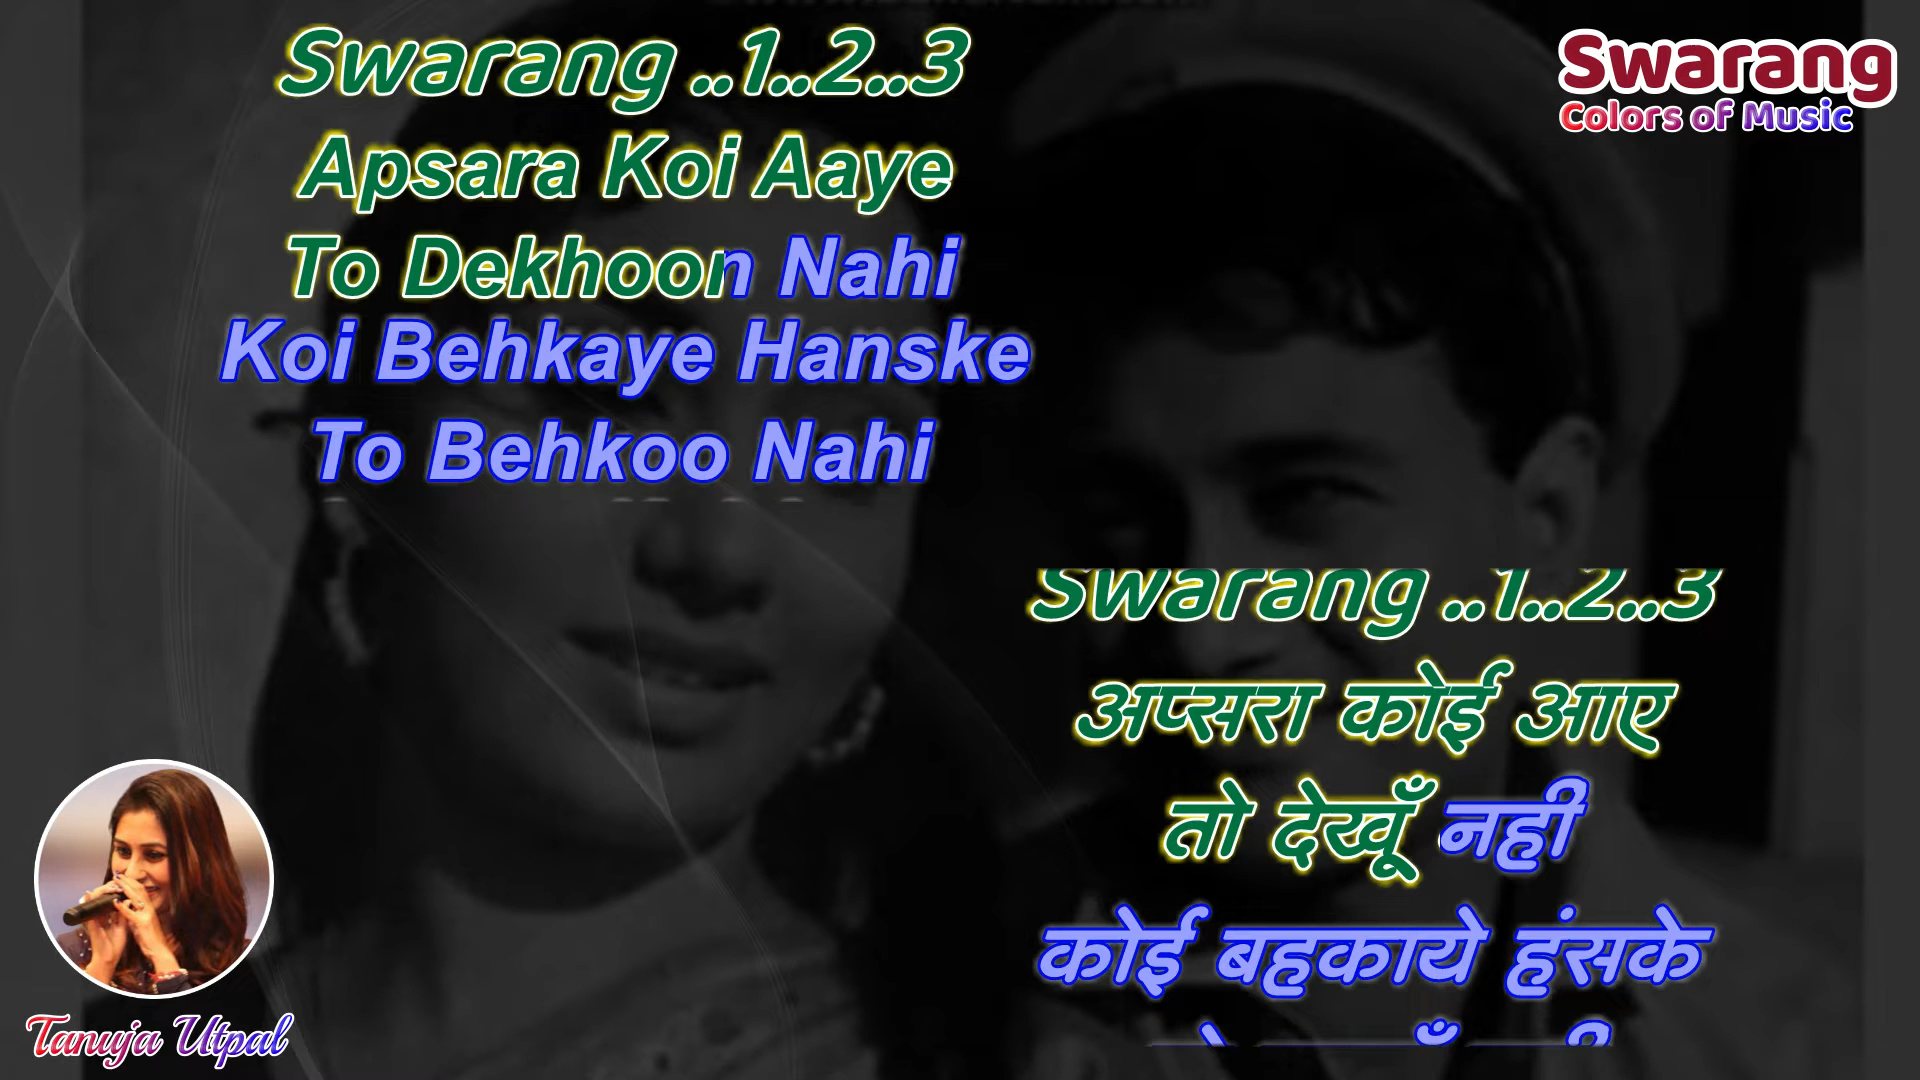 Swarang ..1..2..3
Apsara Koi Aaye
To Dekhoon Nahi
Koi Behkaye Hanske
To Behkoo Nahi
Swarang
Colors of Music
Swarang ..1..2..3
अप्सरा कोई आए
तो देखूँ नही
कोई बहकाये हंसके
Tanuja Utpal